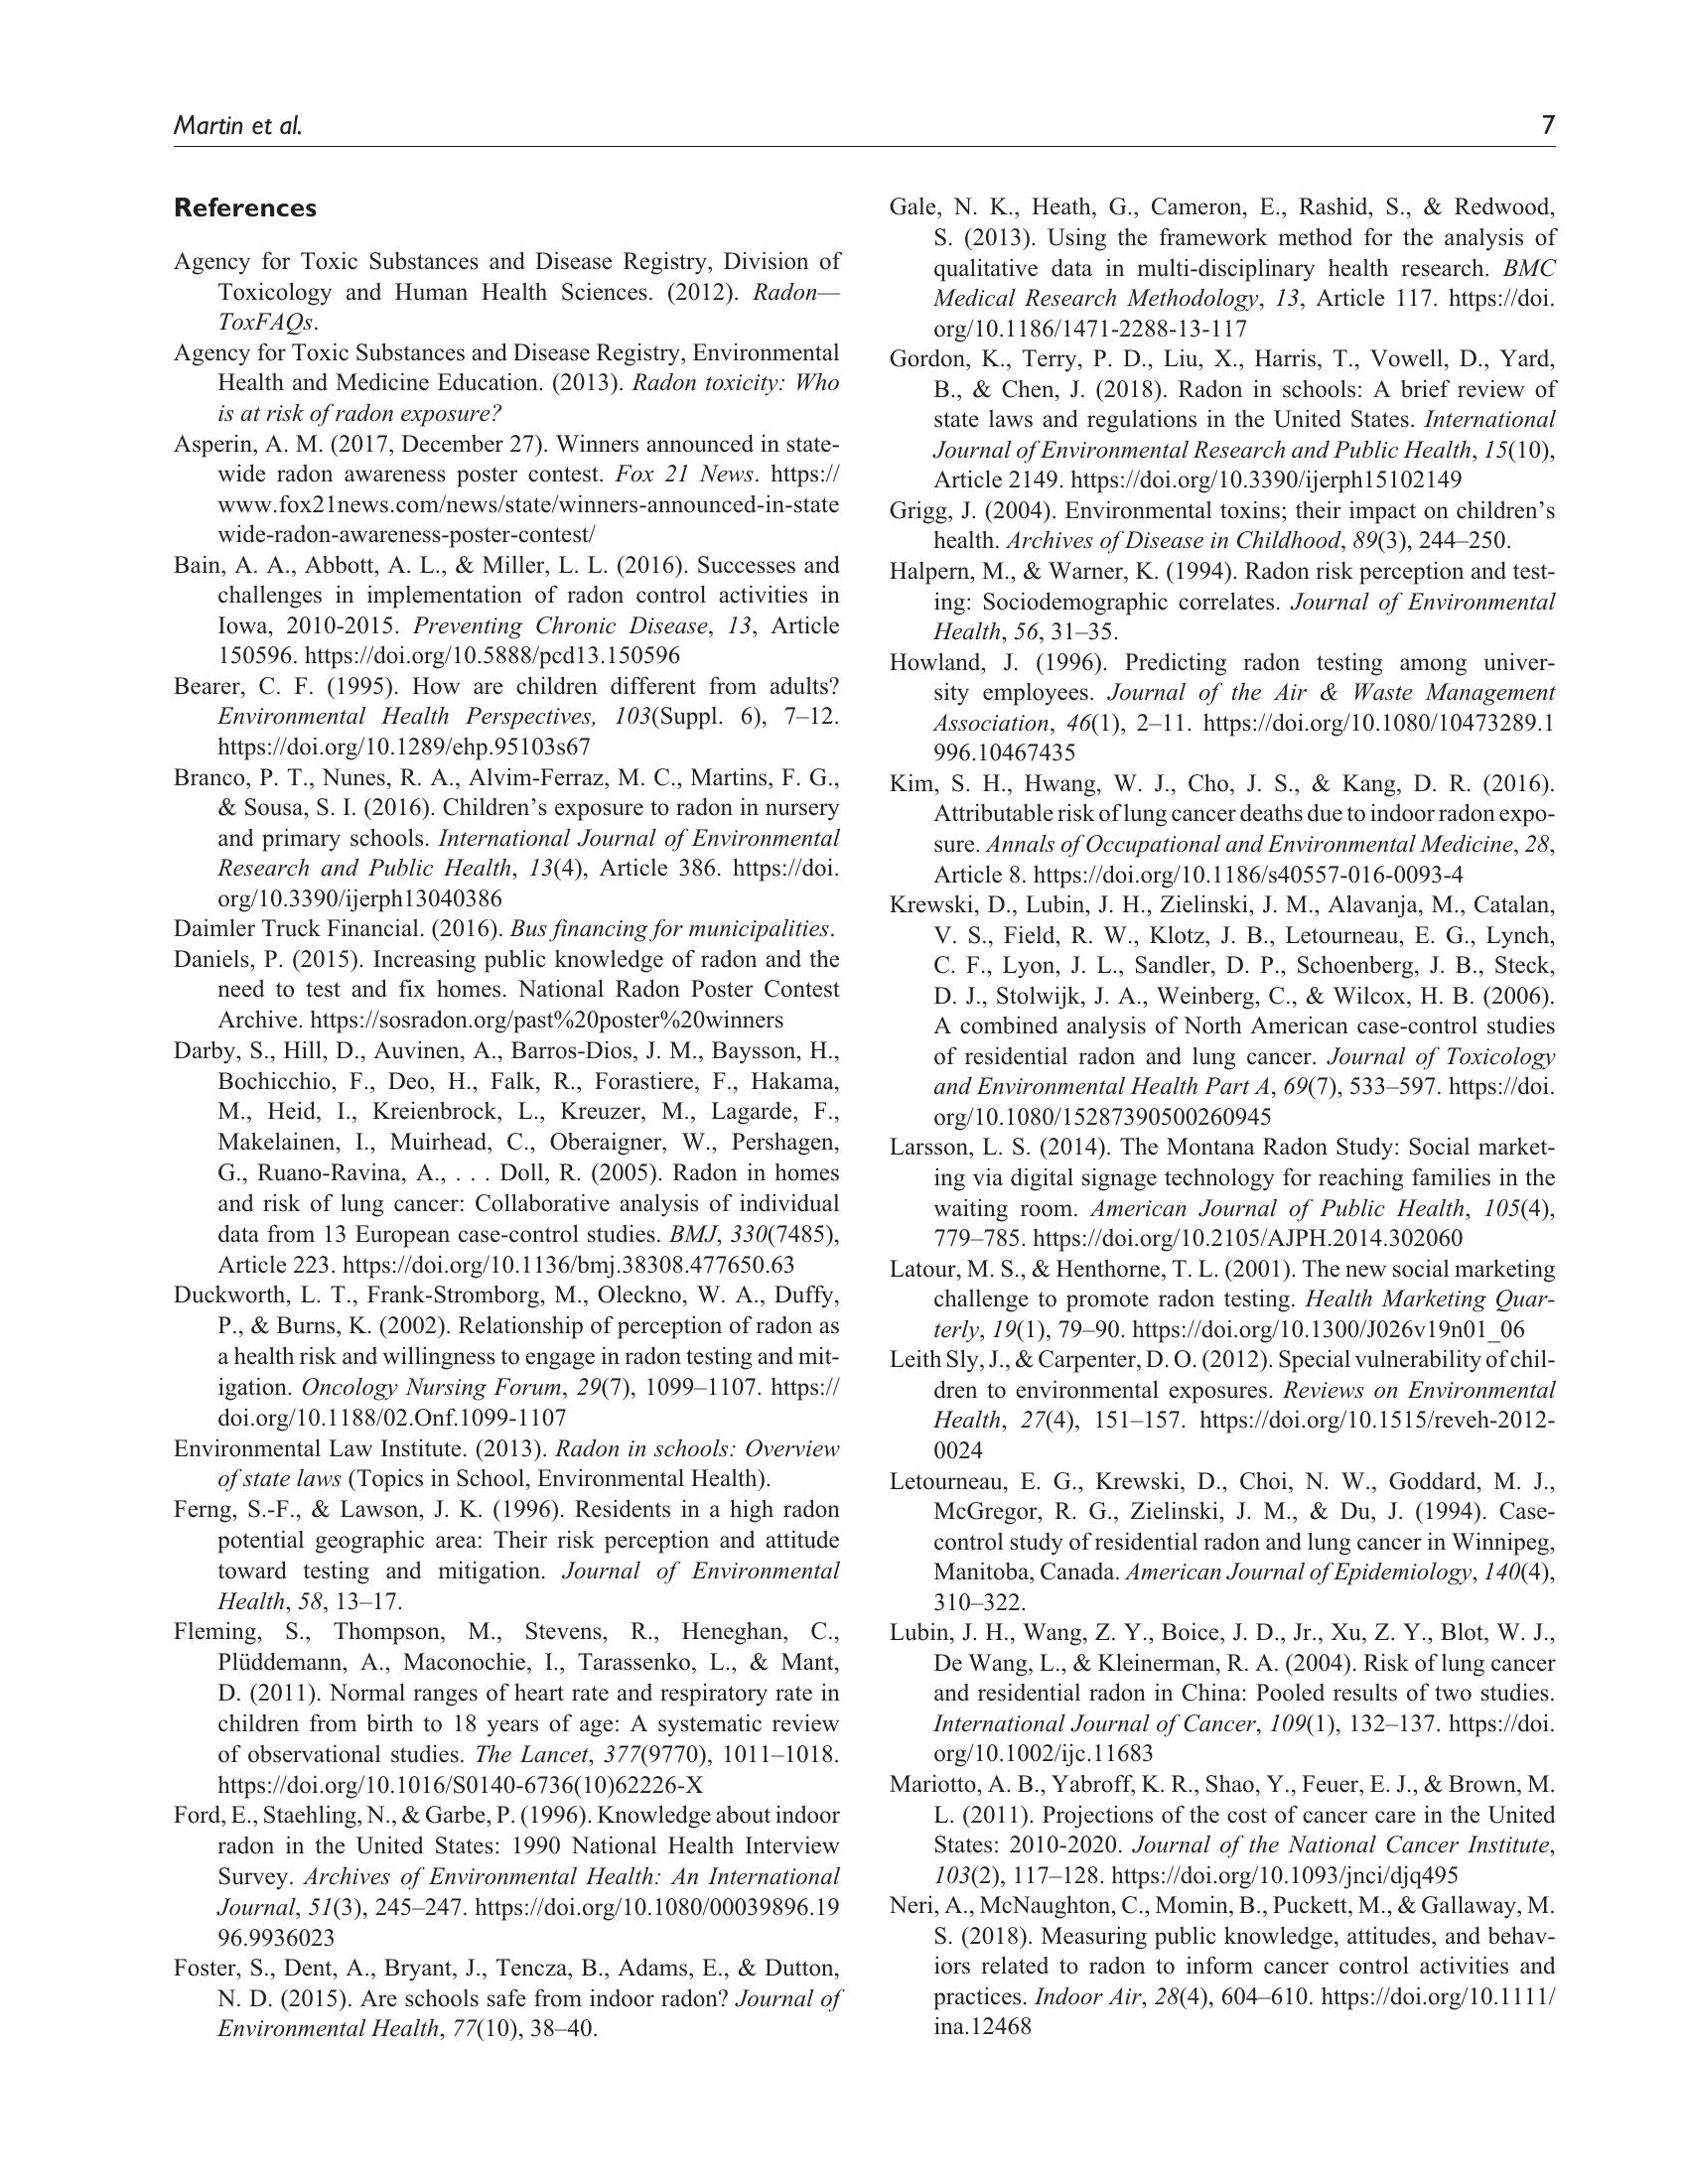 Martin et al.
7
References
Agency for Toxic Substances and Disease Registry, Division of
Toxicology and Human Health Sciences. (2012). Radon—
ToxFAQs.
Agency for Toxic Substances and Disease Registry, Environmental
Health and Medicine Education. (2013). Radon toxicity: Who
is at risk of radon exposure?
Asperin, A. M. (2017, December 27). Winners announced in state-
wide radon awareness poster contest. Fox 21 News. https://
www.fox21news.com/news/state/winners-announced-in-state
wide-radon-awareness-poster-contest/
Bain, A. A., Abbott, A. L., & Miller, L. L. (2016). Successes and
challenges in implementation of radon control activities in
Iowa, 2010-2015. Preventing Chronic Disease, 13, Article
150596. https://doi.org/10.5888/pcd13.150596
Bearer, C. F. (1995). How are children different from adults?
Environmental Health Perspectives, 103(Suppl. 6), 7–12.
https://doi.org/10.1289/ehp.95103s67
Branco, P. T., Nunes, R. A., Alvim-Ferraz, M. C., Martins, F. G.,
& Sousa, S. I. (2016). Children’s exposure to radon in nursery
and primary schools. International Journal of Environmental
Research and Public Health, 13(4), Article 386. https://doi.
org/10.3390/ijerph13040386
Daimler Truck Financial. (2016). Bus financing for municipalities.
Daniels, P. (2015). Increasing public knowledge of radon and the
need to test and fix homes. National Radon Poster Contest
Archive. https://sosradon.org/past%20poster%20winners
Darby, S., Hill, D., Auvinen, A., Barros-Dios, J. M., Baysson, H.,
Bochicchio, F., Deo, H., Falk, R., Forastiere, F., Hakama,
M., Heid, I., Kreienbrock, L., Kreuzer, M., Lagarde, F.,
Makelainen, I., Muirhead, C., Oberaigner, W., Pershagen,
G., Ruano-Ravina, A., . . . Doll, R. (2005). Radon in homes
and risk of lung cancer: Collaborative analysis of individual
data from 13 European case-control studies. BMJ, 330(7485),
Article 223. https://doi.org/10.1136/bmj.38308.477650.63
Duckworth, L. T., Frank-Stromborg, M., Oleckno, W. A., Duffy,
P., & Burns, K. (2002). Relationship of perception of radon as
a health risk and willingness to engage in radon testing and mit-
igation. Oncology Nursing Forum, 29(7), 1099–1107. https://
doi.org/10.1188/02.Onf.1099-1107
Environmental Law Institute. (2013). Radon in schools: Overview
of state laws (Topics in School, Environmental Health).
Ferng, S.-F., & Lawson, J. K. (1996). Residents in a high radon
potential geographic area: Their risk perception and attitude
toward testing and mitigation. Journal of Environmental
Health, 58, 13–17.
Fleming, S., Thompson, M., Stevens, R., Heneghan, C.,
Plüddemann, A., Maconochie, I., Tarassenko, L., & Mant,
D. (2011). Normal ranges of heart rate and respiratory rate in
children from birth to 18 years of age: A systematic review
of observational studies. The Lancet, 377(9770), 1011–1018.
https://doi.org/10.1016/S0140-6736(10)62226-X
Ford, E., Staehling, N., & Garbe, P. (1996). Knowledge about indoor
radon in the United States: 1990 National Health Interview
Survey. Archives of Environmental Health: An International
Journal, 51(3), 245–247. https://doi.org/10.1080/00039896.19
96.9936023
Foster, S., Dent, A., Bryant, J., Tencza, B., Adams, E., & Dutton,
N. D. (2015). Are schools safe from indoor radon? Journal of
Environmental Health, 77(10), 38–40.
Gale, N. K., Heath, G., Cameron, E., Rashid, S., & Redwood,
S. (2013). Using the framework method for the analysis of
qualitative data in multi-disciplinary health research. BMC
Medical Research Methodology, 13, Article 117. https://doi.
org/10.1186/1471-2288-13-117
Gordon, K., Terry, P. D., Liu, X., Harris, T., Vowell, D., Yard,
B., & Chen, J. (2018). Radon in schools: A brief review of
state laws and regulations in the United States. International
Journal of Environmental Research and Public Health, 15(10),
Article 2149. https://doi.org/10.3390/ijerph15102149
Grigg, J. (2004). Environmental toxins; their impact on children’s
health. Archives of Disease in Childhood, 89(3), 244–250.
Halpern, M., & Warner, K. (1994). Radon risk perception and test-
ing: Sociodemographic correlates. Journal of Environmental
Health, 56, 31–35.
Howland, J. (1996). Predicting radon testing among univer-
sity employees. Journal of the Air & Waste Management
Association, 46(1), 2–11. https://doi.org/10.1080/10473289.1
996.10467435
Kim, S. H., Hwang, W. J., Cho, J. S., & Kang, D. R. (2016).
Attributable risk of lung cancer deaths due to indoor radon expo-
sure. Annals of Occupational and Environmental Medicine, 28,
Article 8. https://doi.org/10.1186/s40557-016-0093-4
Krewski, D., Lubin, J. H., Zielinski, J. M., Alavanja, M., Catalan,
V. S., Field, R. W., Klotz, J. B., Letourneau, E. G., Lynch,
C. F., Lyon, J. L., Sandler, D. P., Schoenberg, J. B., Steck,
D. J., Stolwijk, J. A., Weinberg, C., & Wilcox, H. B. (2006).
A combined analysis of North American case-control studies
of residential radon and lung cancer. Journal of Toxicology
and Environmental Health Part A, 69(7), 533–597. https://doi.
org/10.1080/15287390500260945
Larsson, L. S. (2014). The Montana Radon Study: Social market-
ing via digital signage technology for reaching families in the
waiting room. American Journal of Public Health, 105(4),
779–785. https://doi.org/10.2105/AJPH.2014.302060
Latour, M. S., & Henthorne, T. L. (2001). The new social marketing
challenge to promote radon testing. Health Marketing Quar-
terly, 19(1), 79–90. https://doi.org/10.1300/J026v19n01_06
Leith Sly, J., & Carpenter, D. O. (2012). Special vulnerability of chil-
dren to environmental exposures. Reviews on Environmental
Health, 27(4), 151–157. https://doi.org/10.1515/reveh-2012-
0024
Letourneau, E. G., Krewski, D., Choi, N. W., Goddard, M. J.,
McGregor, R. G., Zielinski, J. M., & Du, J. (1994). Case-
control study of residential radon and lung cancer in Winnipeg,
Manitoba, Canada. American Journal of Epidemiology, 140(4),
310–322.
Lubin, J. H., Wang, Z. Y., Boice, J. D., Jr., Xu, Z. Y., Blot, W. J.,
De Wang, L., & Kleinerman, R. A. (2004). Risk of lung cancer
and residential radon in China: Pooled results of two studies.
International Journal of Cancer, 109(1), 132–137. https://doi.
org/10.1002/ijc.11683
Mariotto, A. B., Yabroff, K. R., Shao, Y., Feuer, E. J., & Brown, M.
L. (2011). Projections of the cost of cancer care in the United
States: 2010-2020. Journal of the National Cancer Institute,
103(2), 117–128. https://doi.org/10.1093/jnci/djq495
Neri, A., McNaughton, C., Momin, B., Puckett, M., & Gallaway, M.
S. (2018). Measuring public knowledge, attitudes, and behav-
iors related to radon to inform cancer control activities and
practices. Indoor Air, 28(4), 604–610. https://doi.org/10.1111/
ina.12468